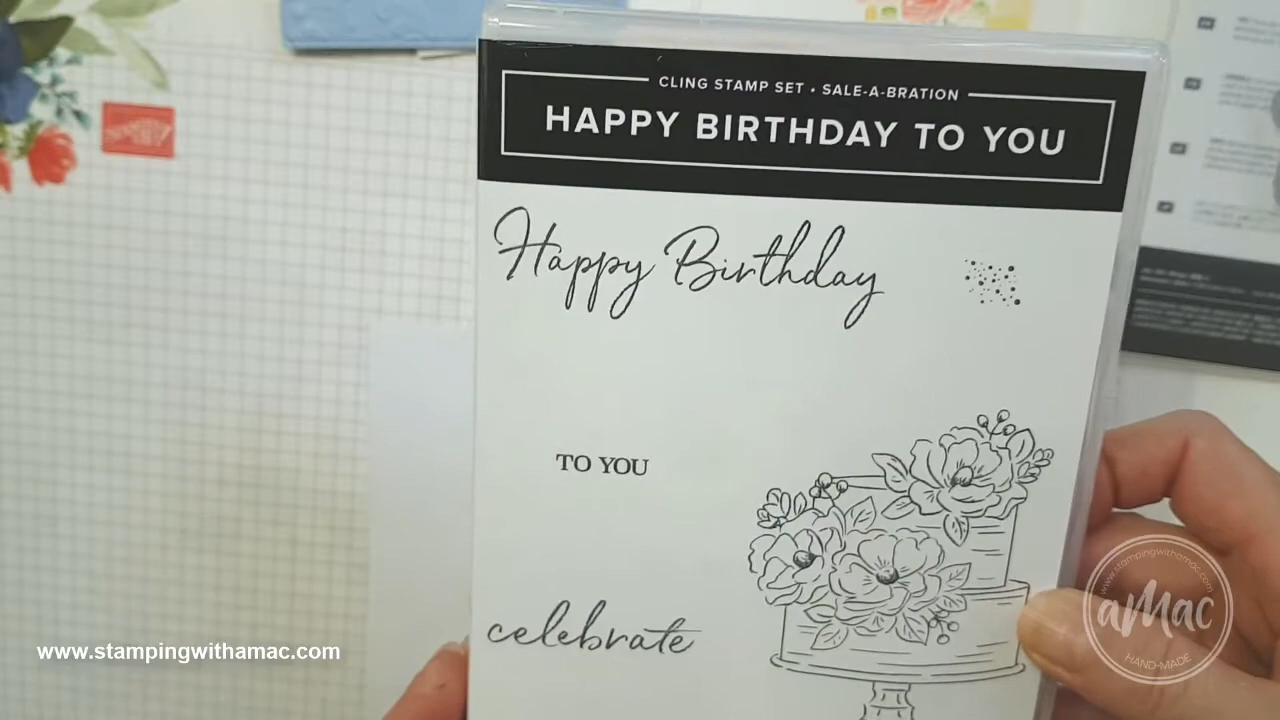 CLING STAMP SET • SALE-A-BRATION
HAPPY BIRTHDAY TO YOU
Happy Birthday
TO YOU
celebrate
www.stampingwithamac.com
www.stampingwithamac.com
aMac
HAND-MADE